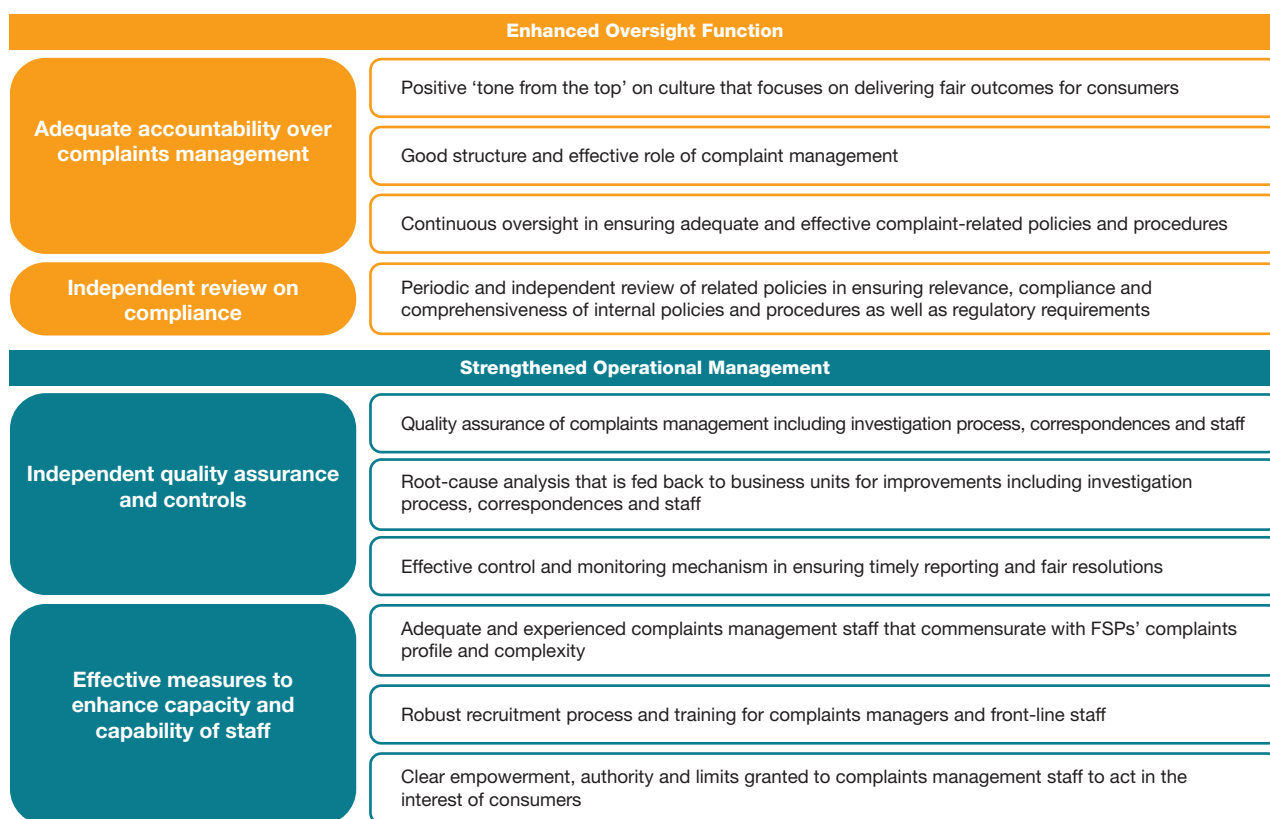 Enhanced Oversight Function
Adequate accountability over
complaints management
Positive ‘tone from the top’ on culture that focuses on delivering fair outcomes for consumers
Good structure and effective role of complaint management
Continuous oversight in ensuring adequate and effective complaint-related policies and procedures
Independent review on
compliance
Periodic and independent review of related policies in ensuring relevance, compliance and
comprehensiveness of internal policies and procedures as well as regulatory requirements
Strengthened Operational Management
Independent quality assurance
and controls
Quality assurance of complaints management including investigation process, correspondences and staff
Root-cause analysis that is fed back to business units for improvements including investigation
process, correspondences and staff
Effective control and monitoring mechanism in ensuring timely reporting and fair resolutions
Effective measures to
enhance capacity and
capability of staff
Adequate and experienced complaints management staff that commensurate with FSPs’ complaints
profile and complexity
Robust recruitment process and training for complaints managers and front-line staff
Clear empowerment, authority and limits granted to complaints management staff to act in the
interest of consumers